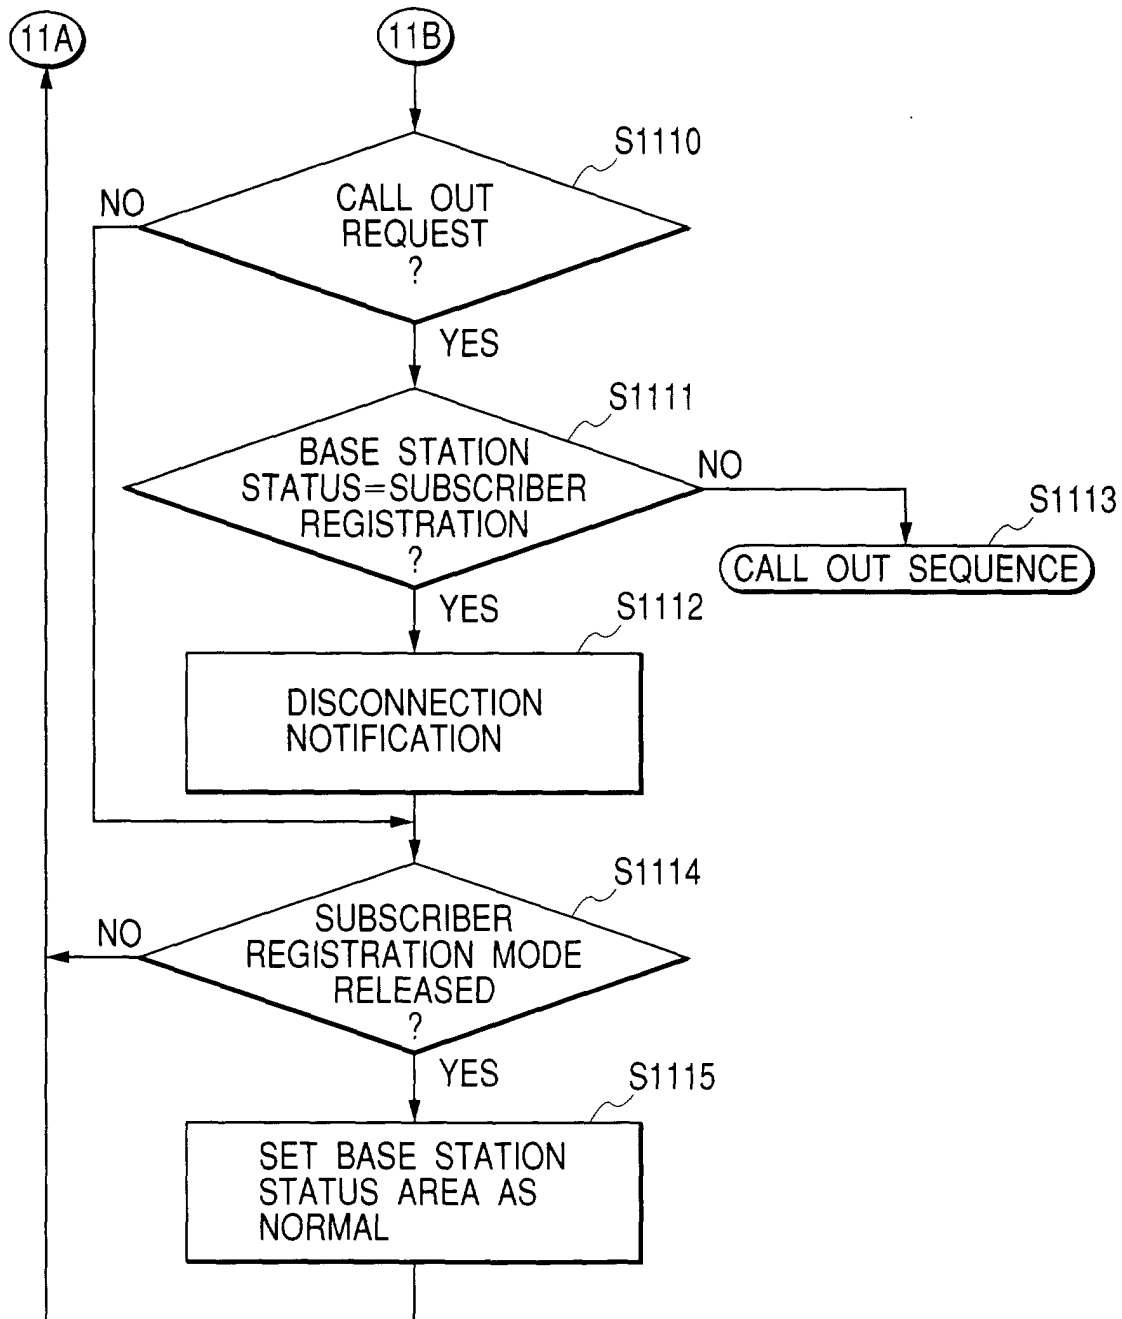 11A
11B
S1110
NO
CALL OUT
REQUEST
?
YES
S1111
BASE STATION
STATUS=SUBSCRIBER
REGISTRATION
?
NO
S1113
CALL OUT SEQUENCE
YES
S1112
DISCONNECTION
NOTIFICATION
S1114
NO
SUBSCRIBER
REGISTRATION MODE
RELEASED
?
YES
S1115
SET BASE STATION
STATUS AREA AS
NORMAL